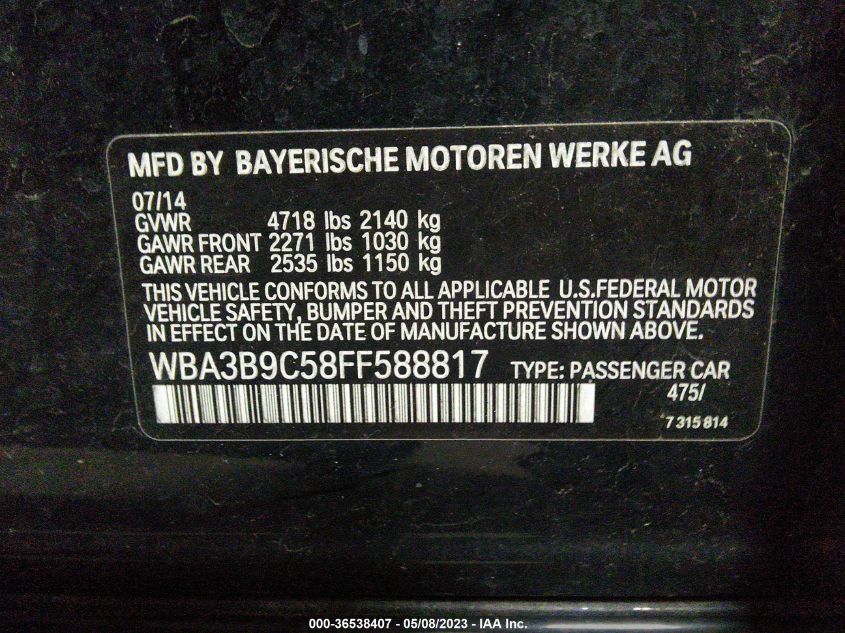 MFD BY BAYERISCHE MOTOREN WERKE AG
07/14
GVWR 4718 lbs 2140 kg
GAWR FRONT 2271 lbs 1030 kg
GAWR REAR 2535 lbs 1150 kg
THIS VEHICLE CONFORMS TO ALL APPLICABLE U.S.FEDERAL MOTOR
VEHICLE SAFETY, BUMPER AND THEFT PREVENTION STANDARDS
IN EFFECT ON THE DATE OF MANUFACTURE SHOWN ABOVE.
WBA3B9C58FF588817 TYPE: PASSENGER CAR
475/
7 315 814
000-36538407 - 05/08/2023 - IAA Inc.